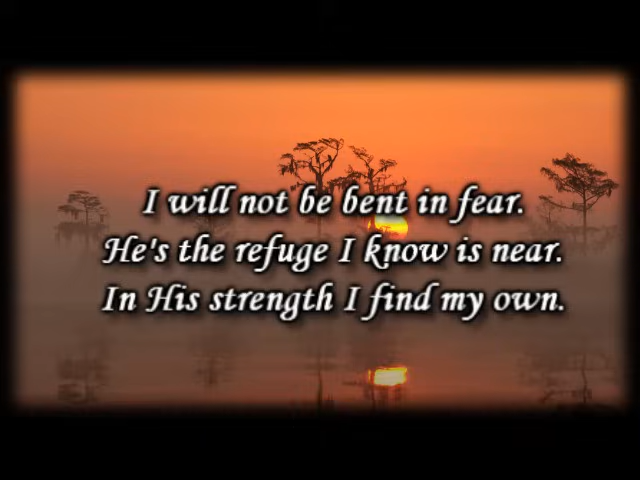 I will not be bent in fear.
He's the refuge I know is near.
In His strength I find my own.